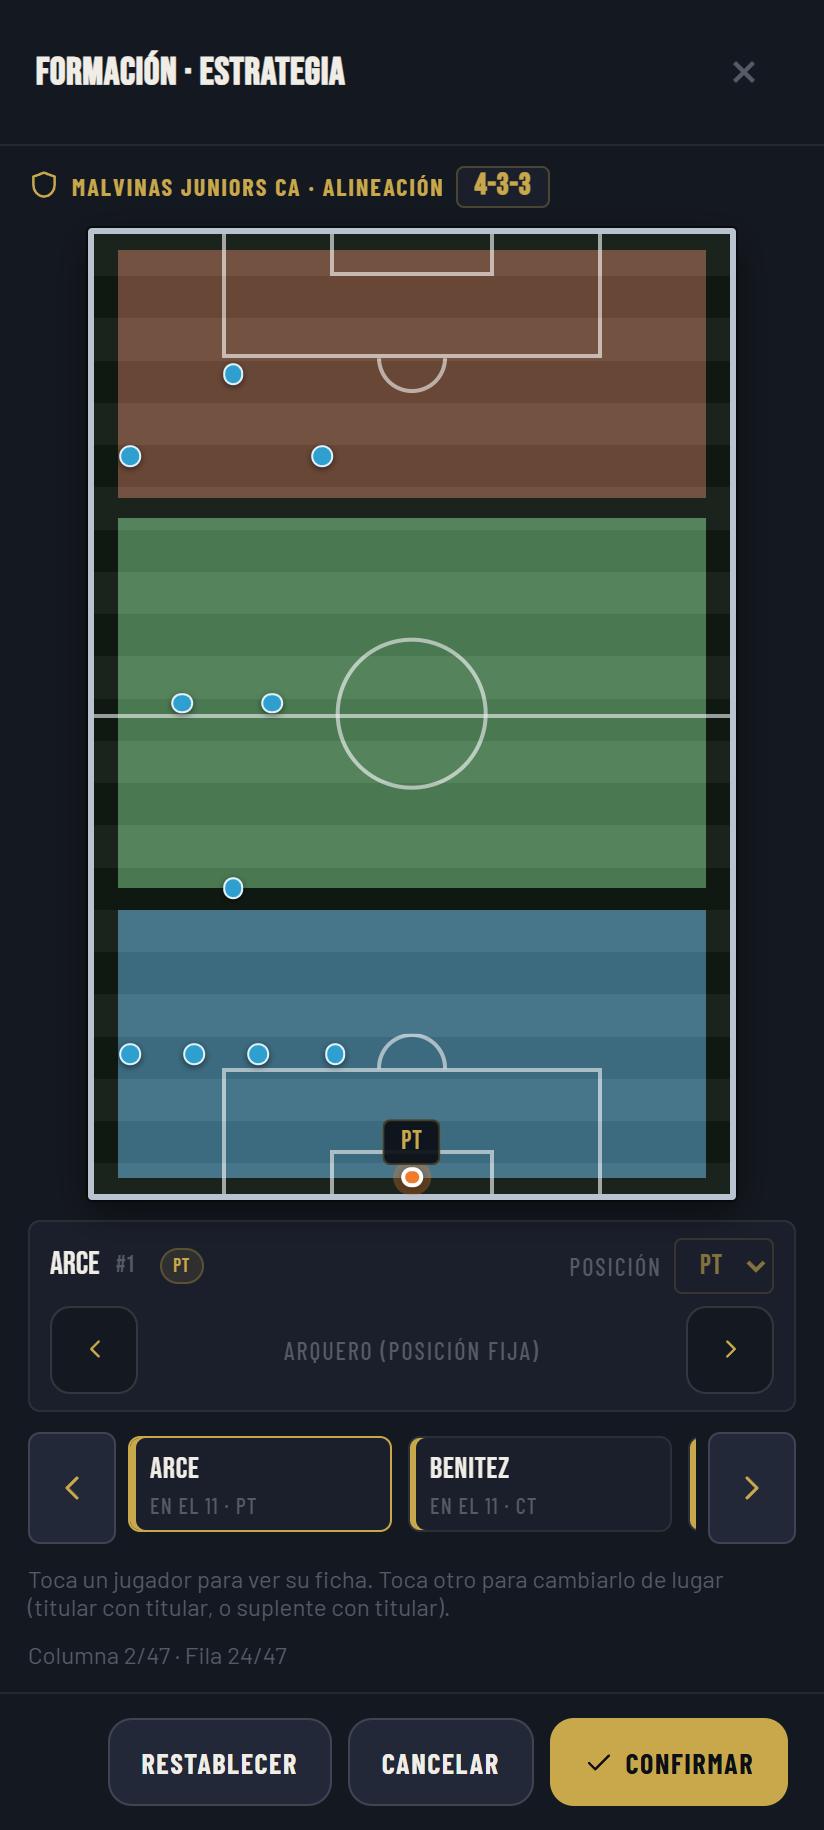 FORMACIÓN · ESTRATEGIA
MALVINAS JUNIORS CA · ALINEACIÓN 4-3-3
PT
ARCE #1 PT POSICIÓN PT
ARQUERO (POSICIÓN FIJA)
ARCE
EN EL 11 · PT
BENITEZ
EN EL 11 · CT
Toca un jugador para ver su ficha. Toca otro para cambiarlo de lugar
(titular con titular, o suplente con titular).
Columna 2/47 · Fila 24/47
RESTABLECER
CANCELAR
CONFIRMAR